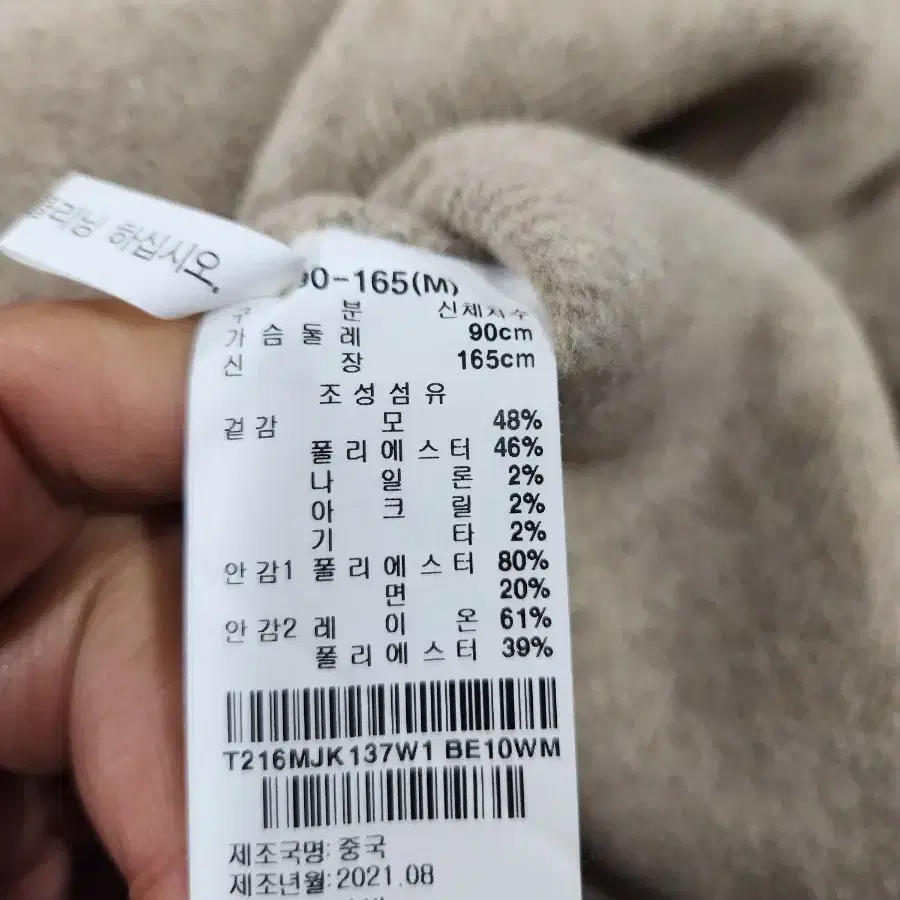 리닝 하십시오.
90-165(M)
구 분 신체치수
가 슴 둘 레 90cm
신 장 165cm
조 성 섬 유
겉 감 모 48%
폴 리 에 스 터 46%
나 일 론 2%
아 크 릴 2%
기 타 2%
안 감1 폴 리 에 스 터 80%
면 20%
안 감2 레 이 온 61%
폴 리 에 스 터 39%
T216MJK137W1 BE10WM
제조국명: 중국
제조년월: 2021.08